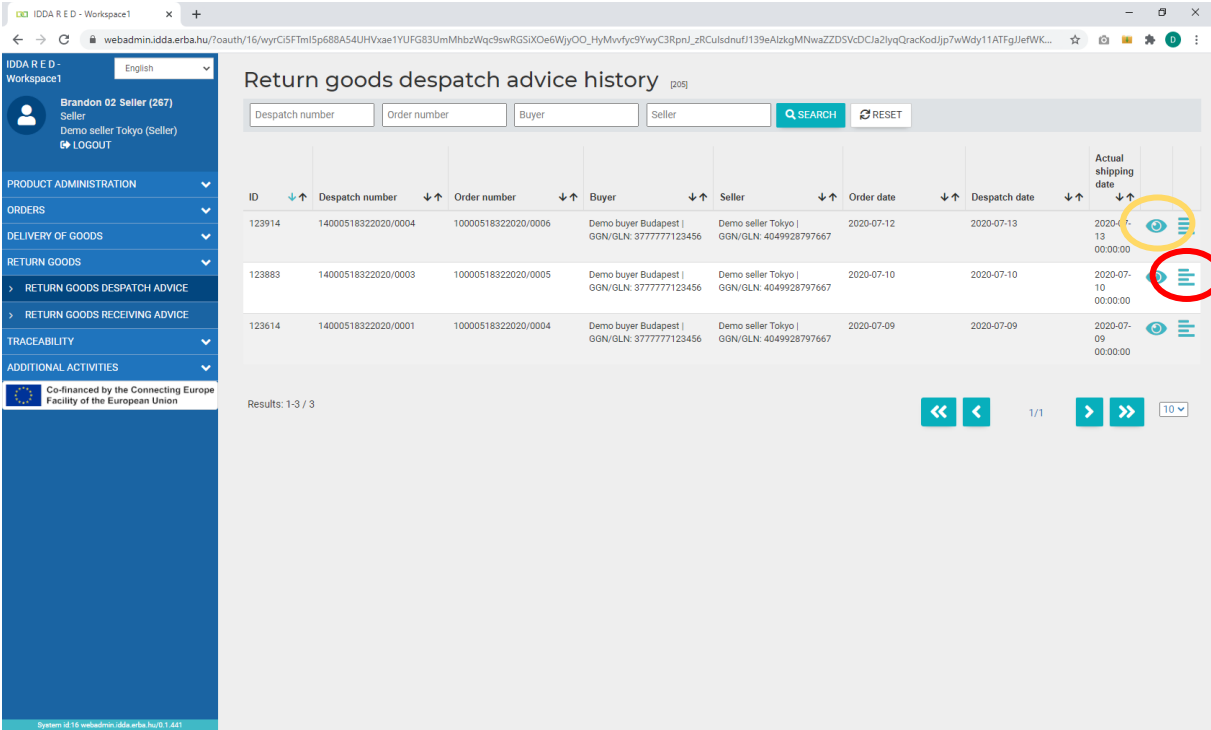 IDDA R E D - Workspace1
IDDA R E D -
Workspace1
English
Brandon 02 Seller (267)
Seller
Demo seller Tokyo (Seller)
LOGOUT
PRODUCT ADMINISTRATION
ORDERS
DELIVERY OF GOODS
RETURN GOODS
RETURN GOODS DESPATCH ADVICE
RETURN GOODS RECEIVING ADVICE
TRACEABILITY
ADDITIONAL ACTIVITIES
Co-financed by the Connecting Europe
Facility of the European Union
System id:16 webadmin.idda.erba.hu/0.1.441
Return goods despatch advice history [205]
Despatch number Order number Buyer Seller SEARCH RESET
ID Despatch number Order number Buyer Seller Order date Despatch date Actual shipping date
123914 14000518322020/0004 10000518322020/0006 Demo buyer Budapest | Demo seller Tokyo | 2020-07-12 2020-07-13 2020-07-
GGN/GLN: 3777777123456 GGN/GLN: 4049928797667 13
00:00:00
123883 14000518322020/0003 10000518322020/0005 Demo buyer Budapest | Demo seller Tokyo | 2020-07-10 2020-07-10 2020-07-
GGN/GLN: 3777777123456 GGN/GLN: 4049928797667 10
00:00:00
123614 14000518322020/0001 10000518322020/0004 Demo buyer Budapest | Demo seller Tokyo | 2020-07-09 2020-07-09 2020-07-
GGN/GLN: 3777777123456 GGN/GLN: 4049928797667 09
00:00:00
Results: 1-3 / 3
1/1
10